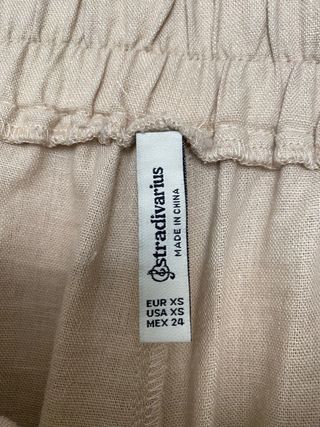 stradivarius
MADE IN CHINA
EUR XS
USA XS
MEX 24